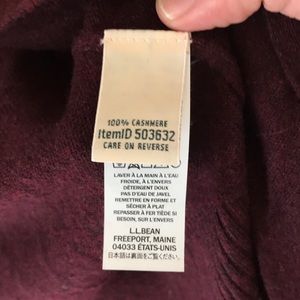 100% CASHMERE
ItemID 503632
CARE ON REVERSE
LAVER À LA MAIN À L'EAU
FROIDE, À L'ENVERS
DÉTERGENT DOUX
PAS D'EAU DE JAVEL
REMETTRE EN FORME ET
SÉCHER À PLAT
REPASSER À FER TIÈDE SI
BESOIN, SUR L'ENVERS
L.L.BEAN
FREEPORT, MAINE
04033 ÉTATS-UNIS
日本語は裏面をご覧ください